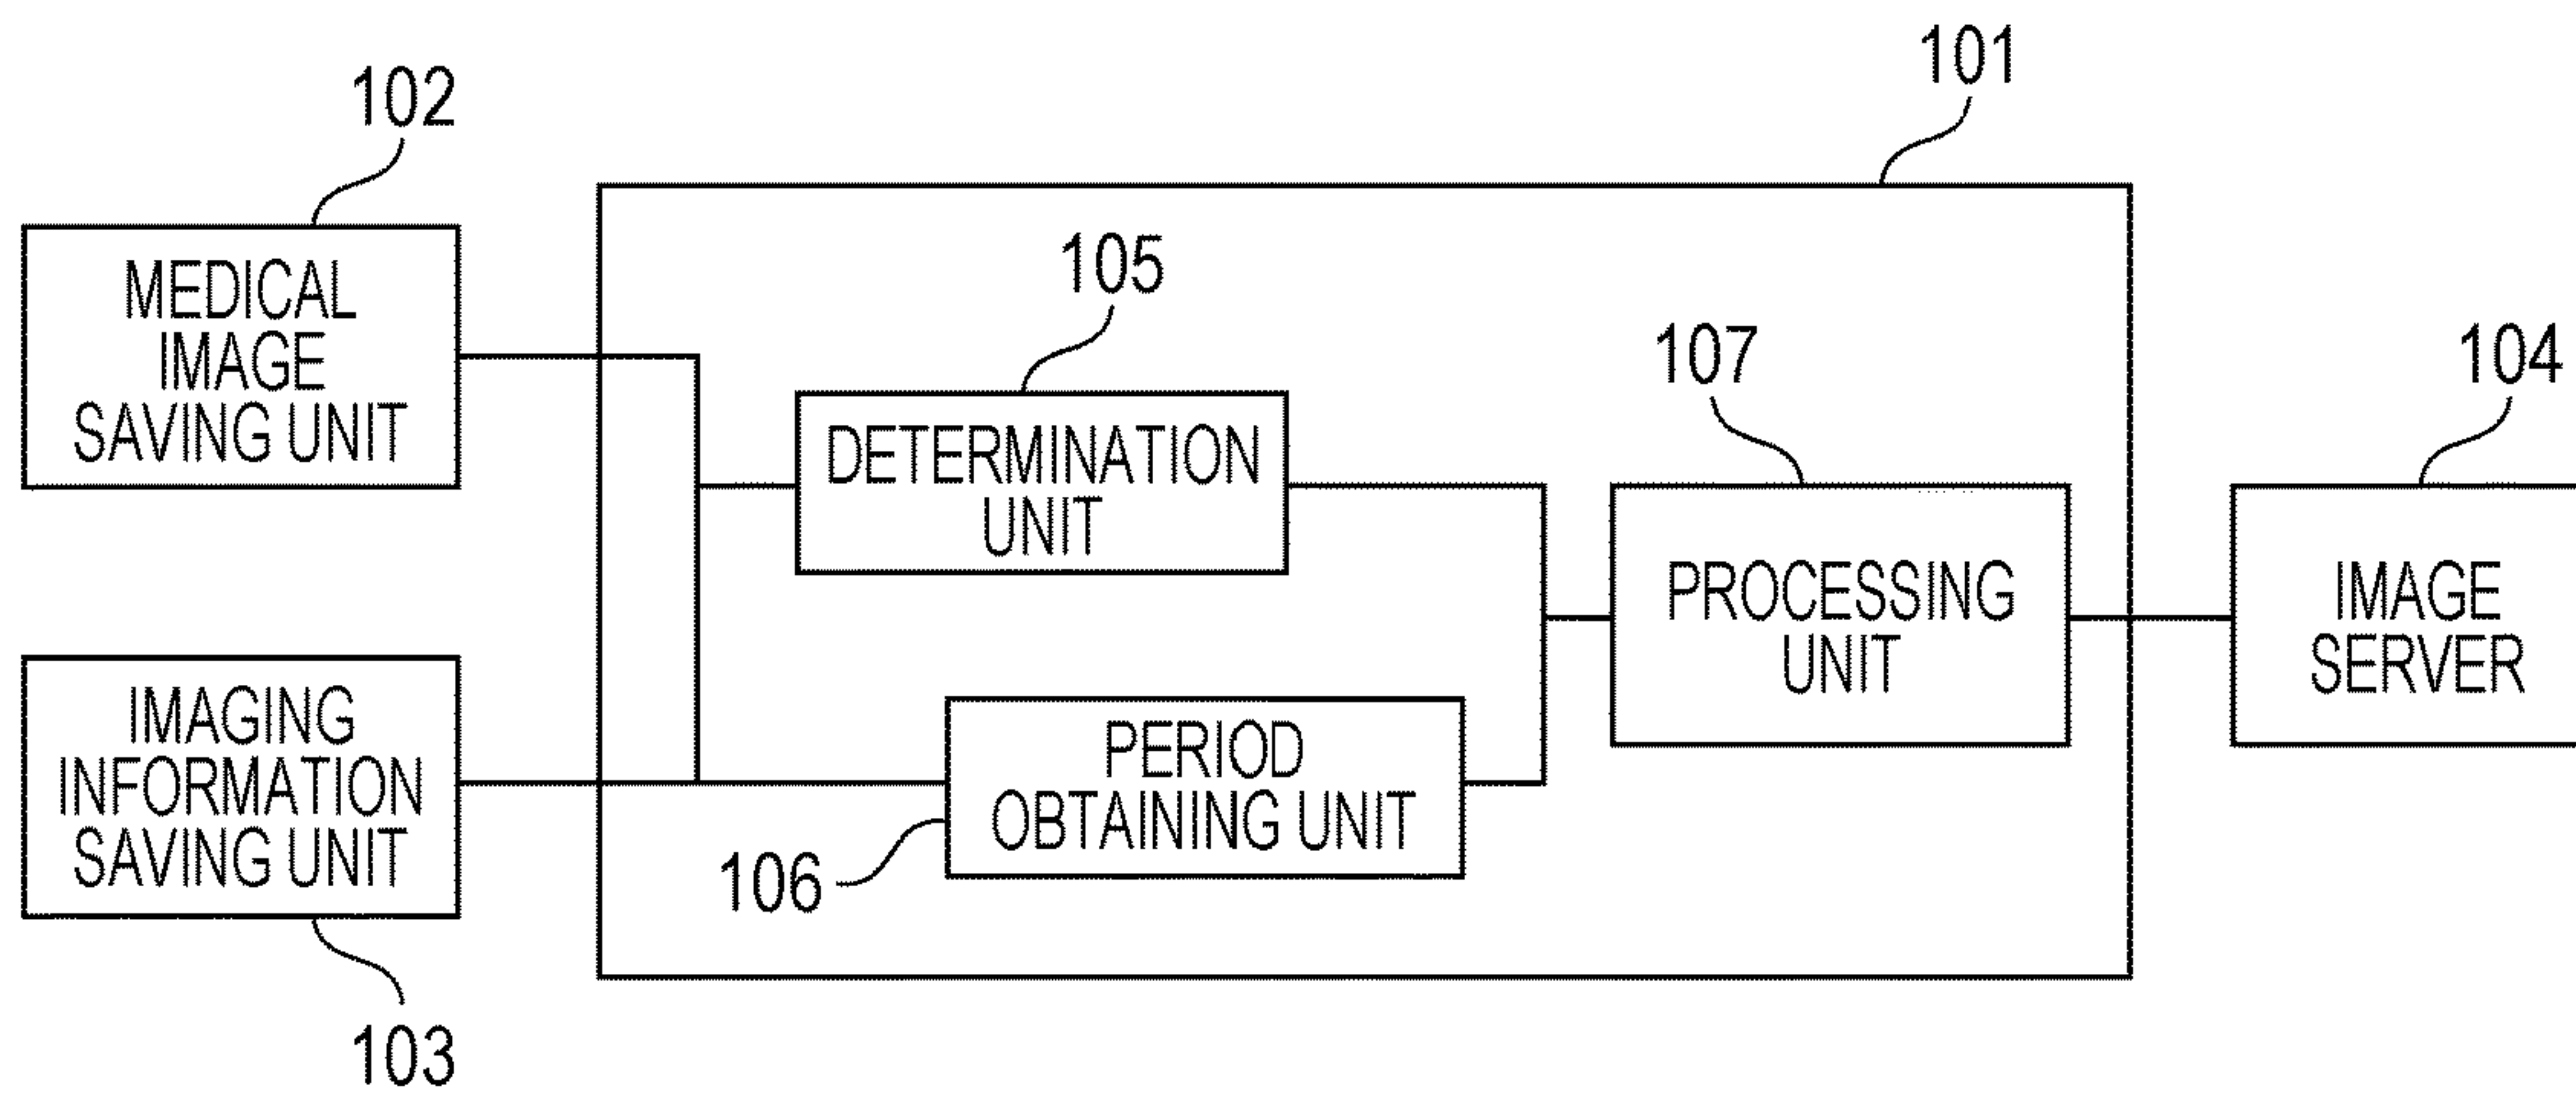 101
102
MEDICAL
IMAGE
SAVING UNIT
105
DETERMINATION
UNIT
107
PROCESSING
UNIT
104
IMAGE
SERVER
IMAGING
INFORMATION
SAVING UNIT
103
PERIOD
OBTAINING UNIT
106